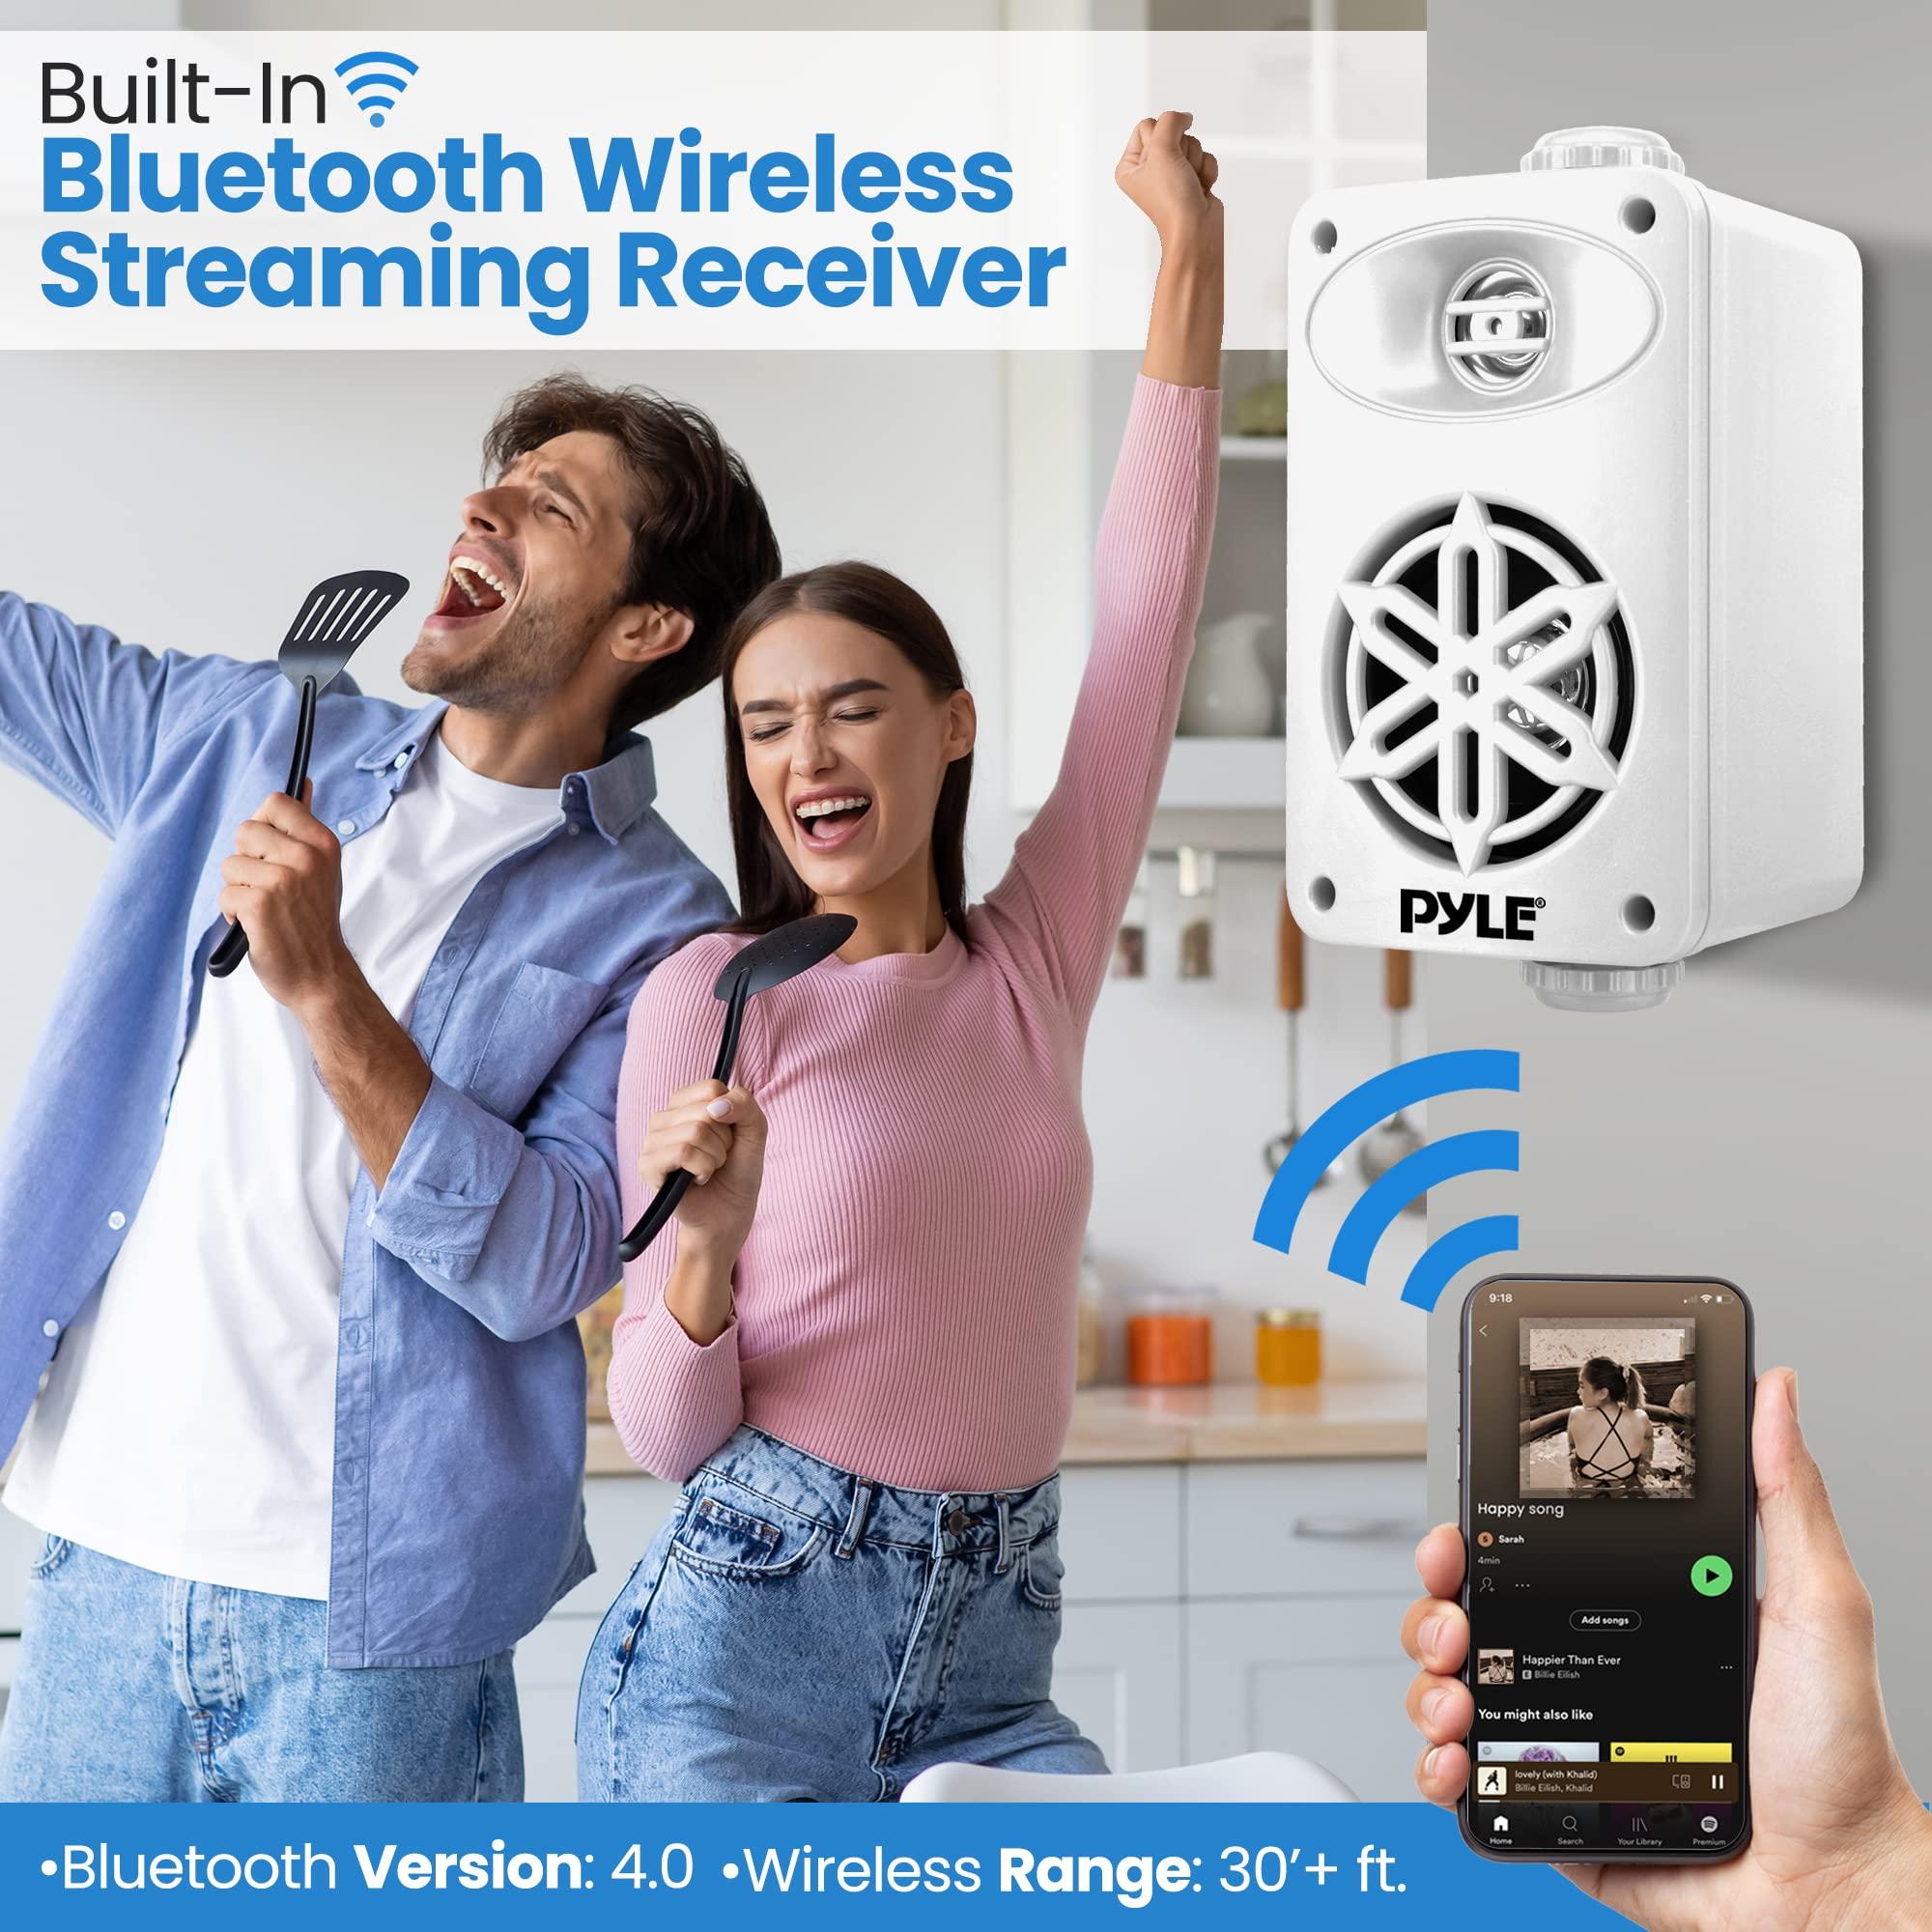 Built-In
Bluetooth Wireless
Streaming Receiver
PYLE®
9:18
Happy song
S Sarah
4min
Add songs
Happier Than Ever
E Billie Eilish
You might also like
lovely (with Khalid)
Billie Eilish, Khalid
Home Search Your Library Premium
•Bluetooth Version: 4.0 •Wireless Range: 30'+ ft.